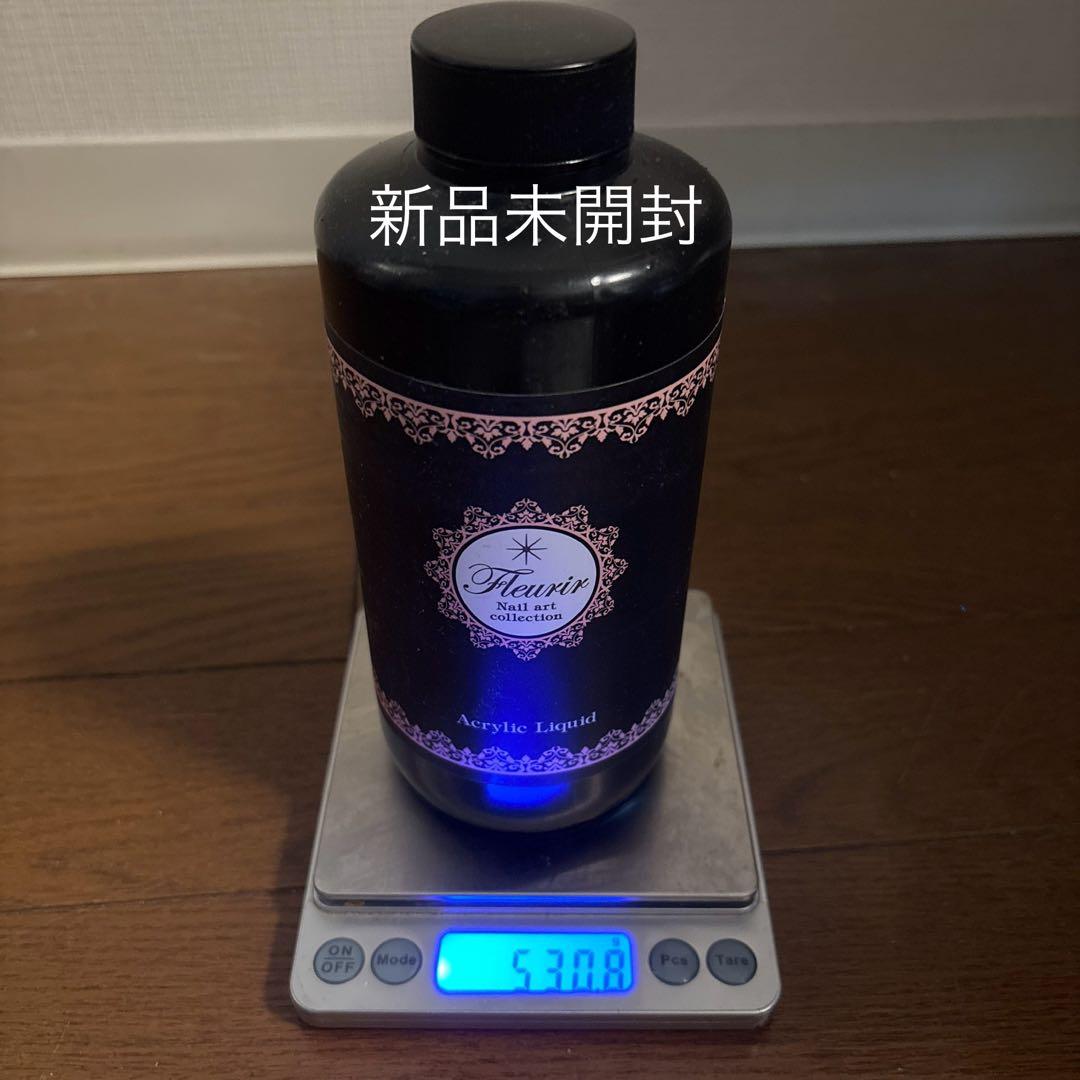 新品未開封
Fleurir
Nail art
collection
Acrylic Liquid
ON
OFF
Mode
530.8
g
Pcs
Tare